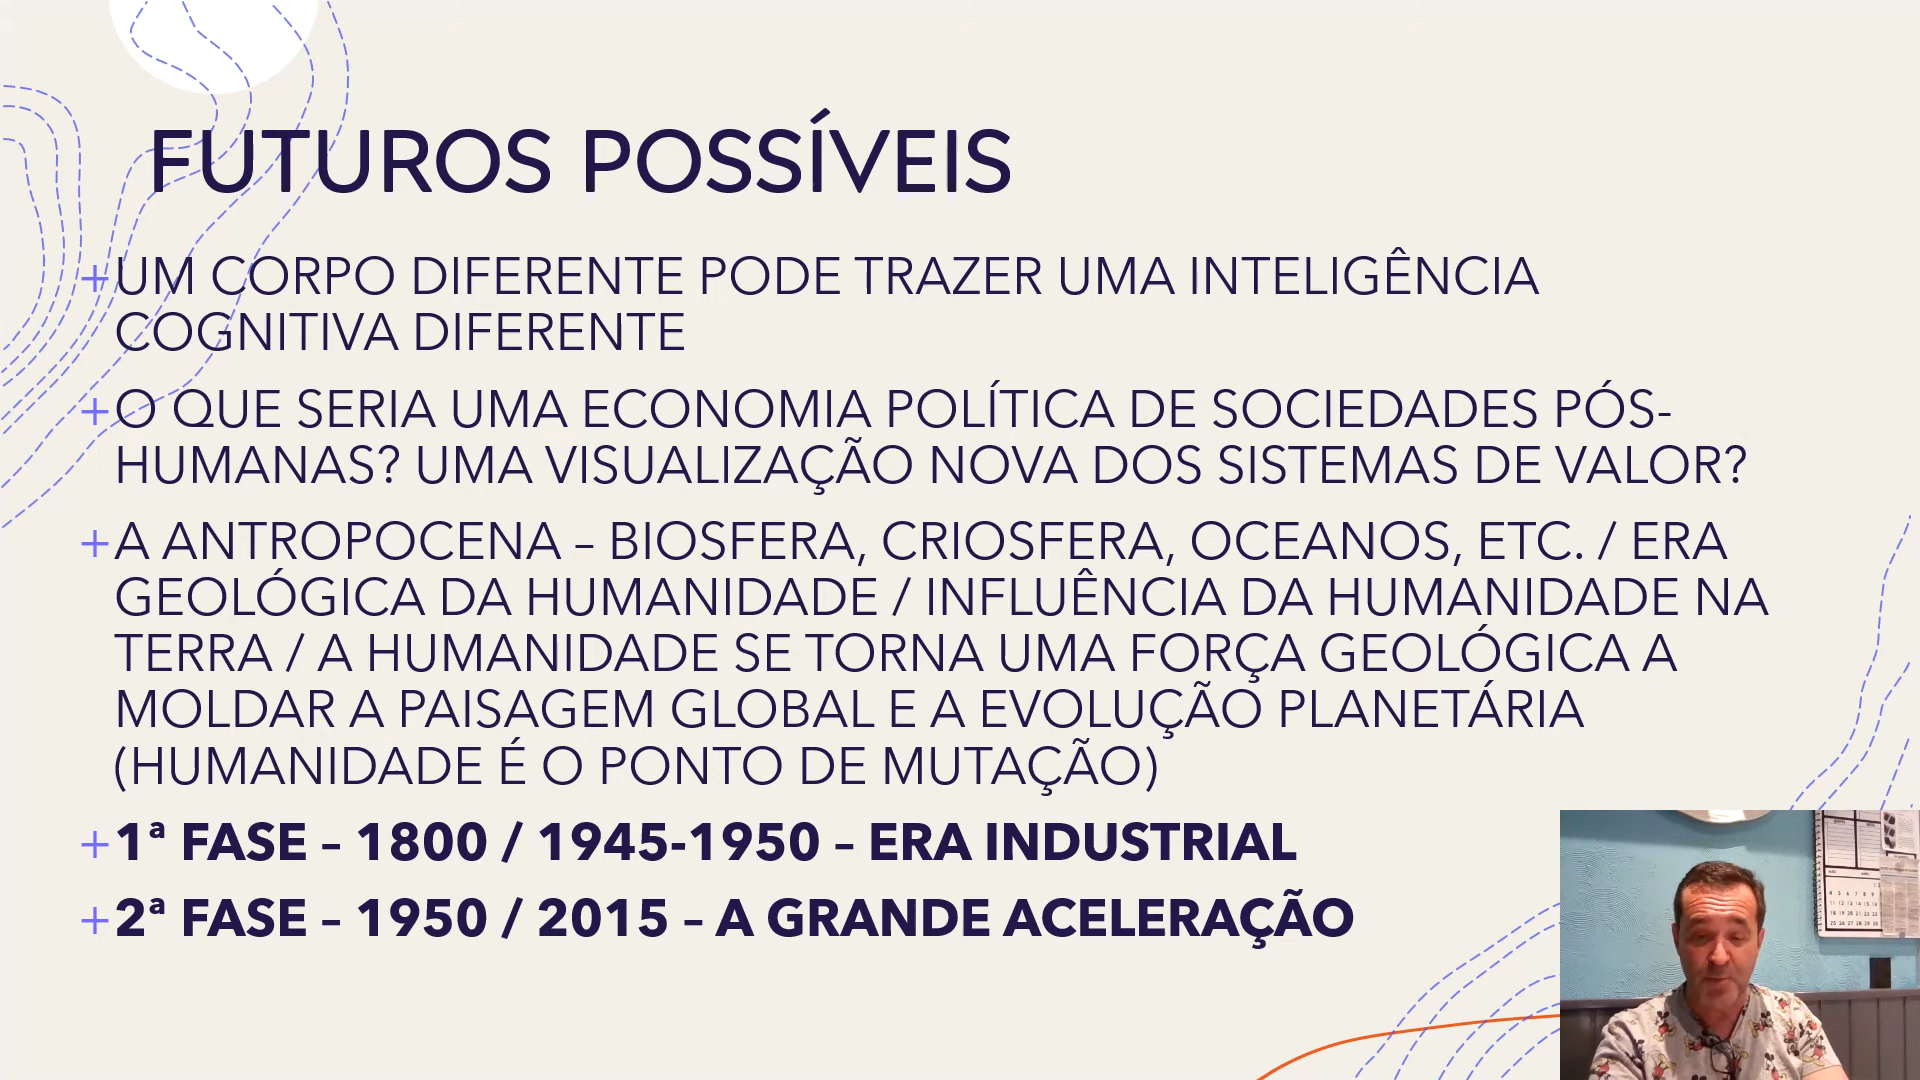 FUTUROS POSSÍVEIS
+UM CORPO DIFERENTE PODE TRAZER UMA INTELIGÊNCIA
COGNITIVA DIFERENTE
+O QUE SERIA UMA ECONOMIA POLÍTICA DE SOCIEDADES PÓS-
HUMANAS? UMA VISUALIZAÇÃO NOVA DOS SISTEMAS DE VALOR?
+A ANTROPOCENA – BIOSFERA, CRIOSFERA, OCEANOS, ETC. / ERA
GEOLÓGICA DA HUMANIDADE / INFLUÊNCIA DA HUMANIDADE NA
TERRA / A HUMANIDADE SE TORNA UMA FORÇA GEOLÓGICA A
MOLDAR A PAISAGEM GLOBAL E A EVOLUÇÃO PLANETÁRIA
(HUMANIDADE É O PONTO DE MUTAÇÃO)
+1ª FASE – 1800 / 1945-1950 – ERA INDUSTRIAL
+2ª FASE – 1950 / 2015 – A GRANDE ACELERAÇÃO